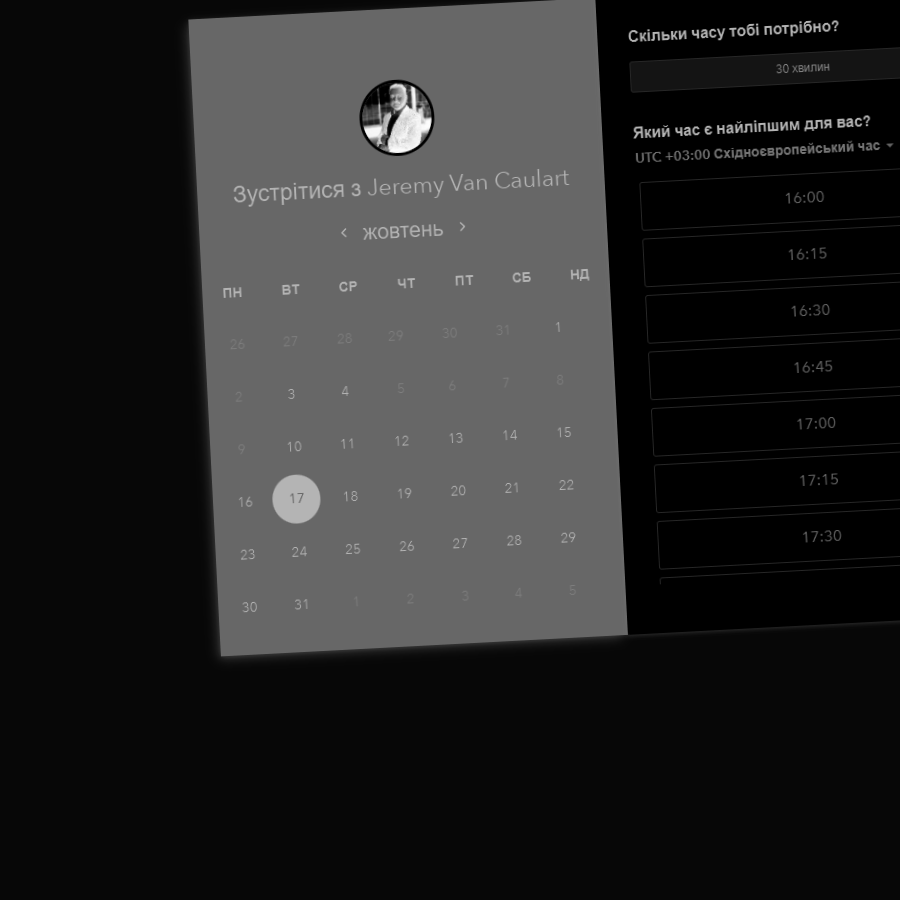 Зустрітися з Jeremy Van Caulart
жовтень
ПН ВТ СР ЧТ ПТ СБ НД
26 27 28 29 30 31 1
2 3 4 5 6 7 8
9 10 11 12 13 14 15
16 17 18 19 20 21 22
23 24 25 26 27 28 29
30 31 1 2 3 4 5
Скільки часу тобі потрібно?
30 хвилин
Який час є найліпшим для вас?
UTC +03:00 Східноєвропейський час
16:00
16:15
16:30
16:45
17:00
17:15
17:30